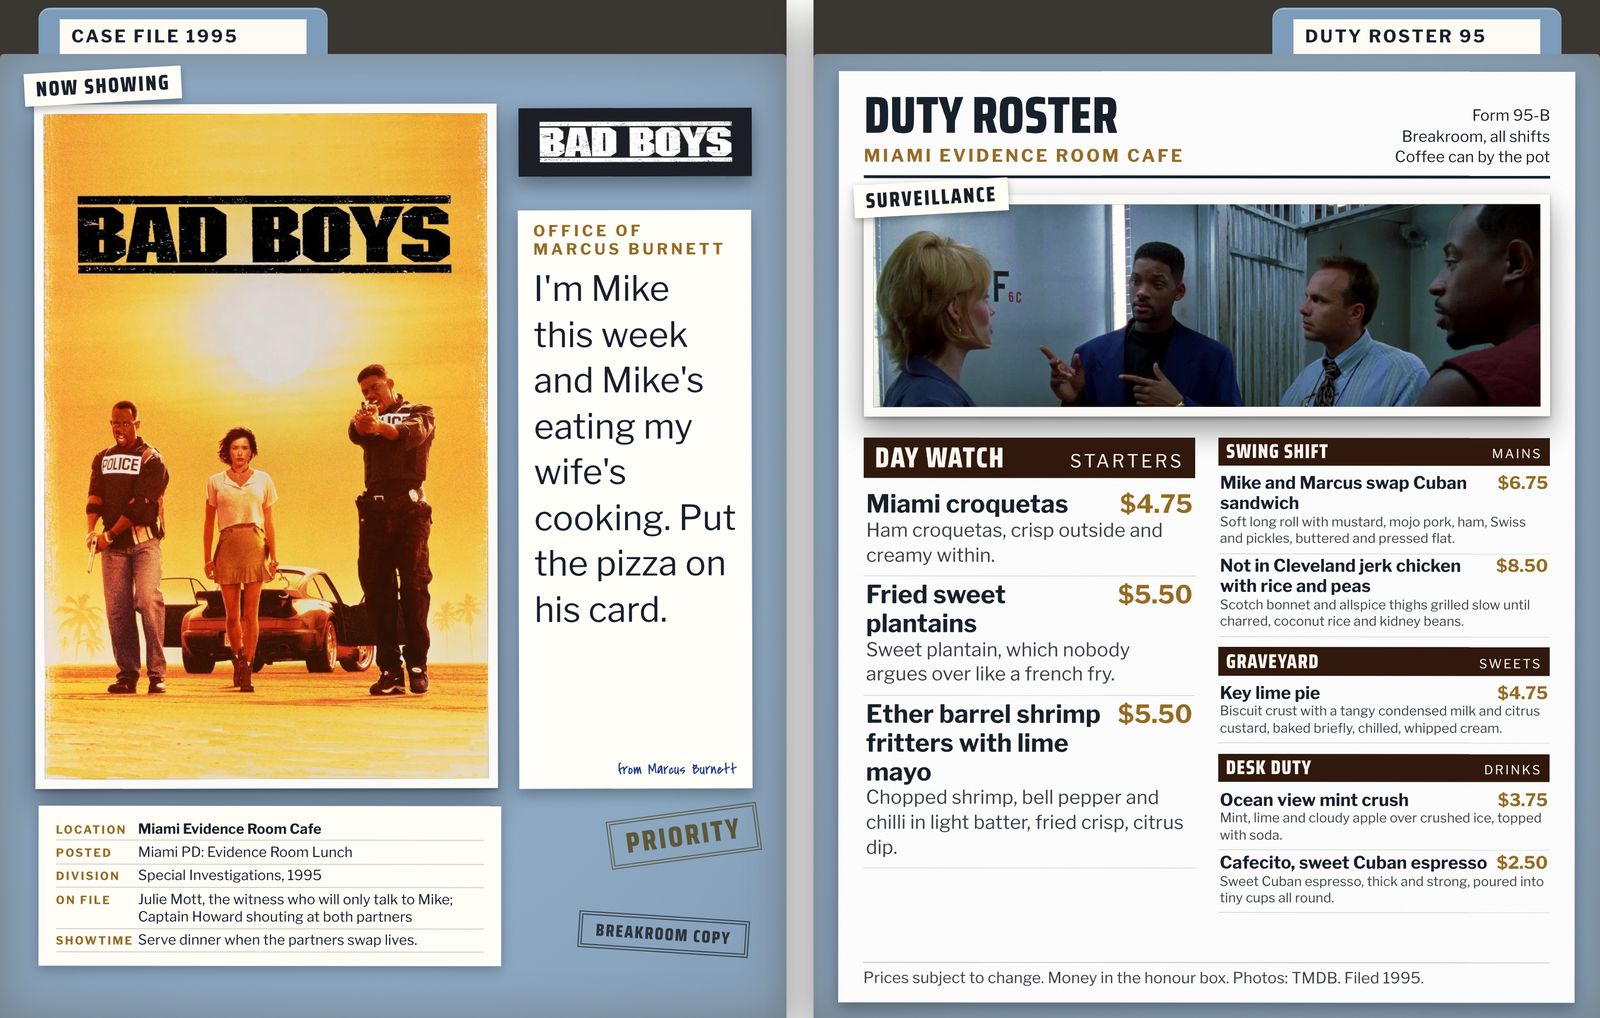 CASE FILE 1995
NOW SHOWING
BAD BOYS
POLICE
BAD BOYS
OFFICE OF
MARCUS BURNETT
I'm Mike
this week
and Mike's
eating my
wife's
cooking. Put
the pizza on
his card.
from Marcus Burnett
LOCATION Miami Evidence Room Cafe
POSTED Miami PD: Evidence Room Lunch
DIVISION Special Investigations, 1995
ON FILE Julie Mott, the witness who will only talk to Mike;
Captain Howard shouting at both partners
SHOWTIME Serve dinner when the partners swap lives.
PRIORITY
BREAKROOM COPY
DUTY ROSTER 95
DUTY ROSTER
MIAMI EVIDENCE ROOM CAFE
Form 95-B
Breakroom, all shifts
Coffee can by the pot
SURVEILLANCE
F 6C
DAY WATCH STARTERS
Miami croquetas $4.75
Ham croquetas, crisp outside and
creamy within.
Fried sweet $5.50
plantains
Sweet plantain, which nobody
argues over like a french fry.
Ether barrel shrimp $5.50
fritters with lime
mayo
Chopped shrimp, bell pepper and
chilli in light batter, fried crisp, citrus
dip.
SWING SHIFT MAINS
Mike and Marcus swap Cuban $6.75
sandwich
Soft long roll with mustard, mojo pork, ham, Swiss
and pickles, buttered and pressed flat.
Not in Cleveland jerk chicken $8.50
with rice and peas
Scotch bonnet and allspice thighs grilled slow until
charred, coconut rice and kidney beans.
GRAVEYARD SWEETS
Key lime pie $4.75
Biscuit crust with a tangy condensed milk and citrus
custard, baked briefly, chilled, whipped cream.
DESK DUTY DRINKS
Ocean view mint crush $3.75
Mint, lime and cloudy apple over crushed ice, topped
with soda.
Cafecito, sweet Cuban espresso $2.50
Sweet Cuban espresso, thick and strong, poured into
tiny cups all round.
Prices subject to change. Money in the honour box. Photos: TMDB. Filed 1995.